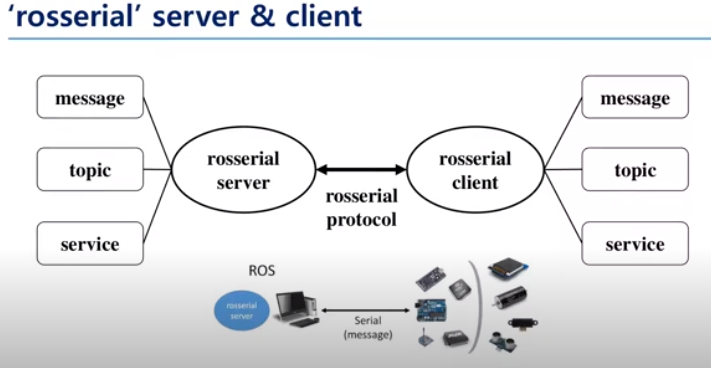 'rosserial' server & client
message
topic
service
rosserial
server
rosserial
protocol
rosserial
client
message
topic
service
ROS
rosserial
server
Serial
(message)